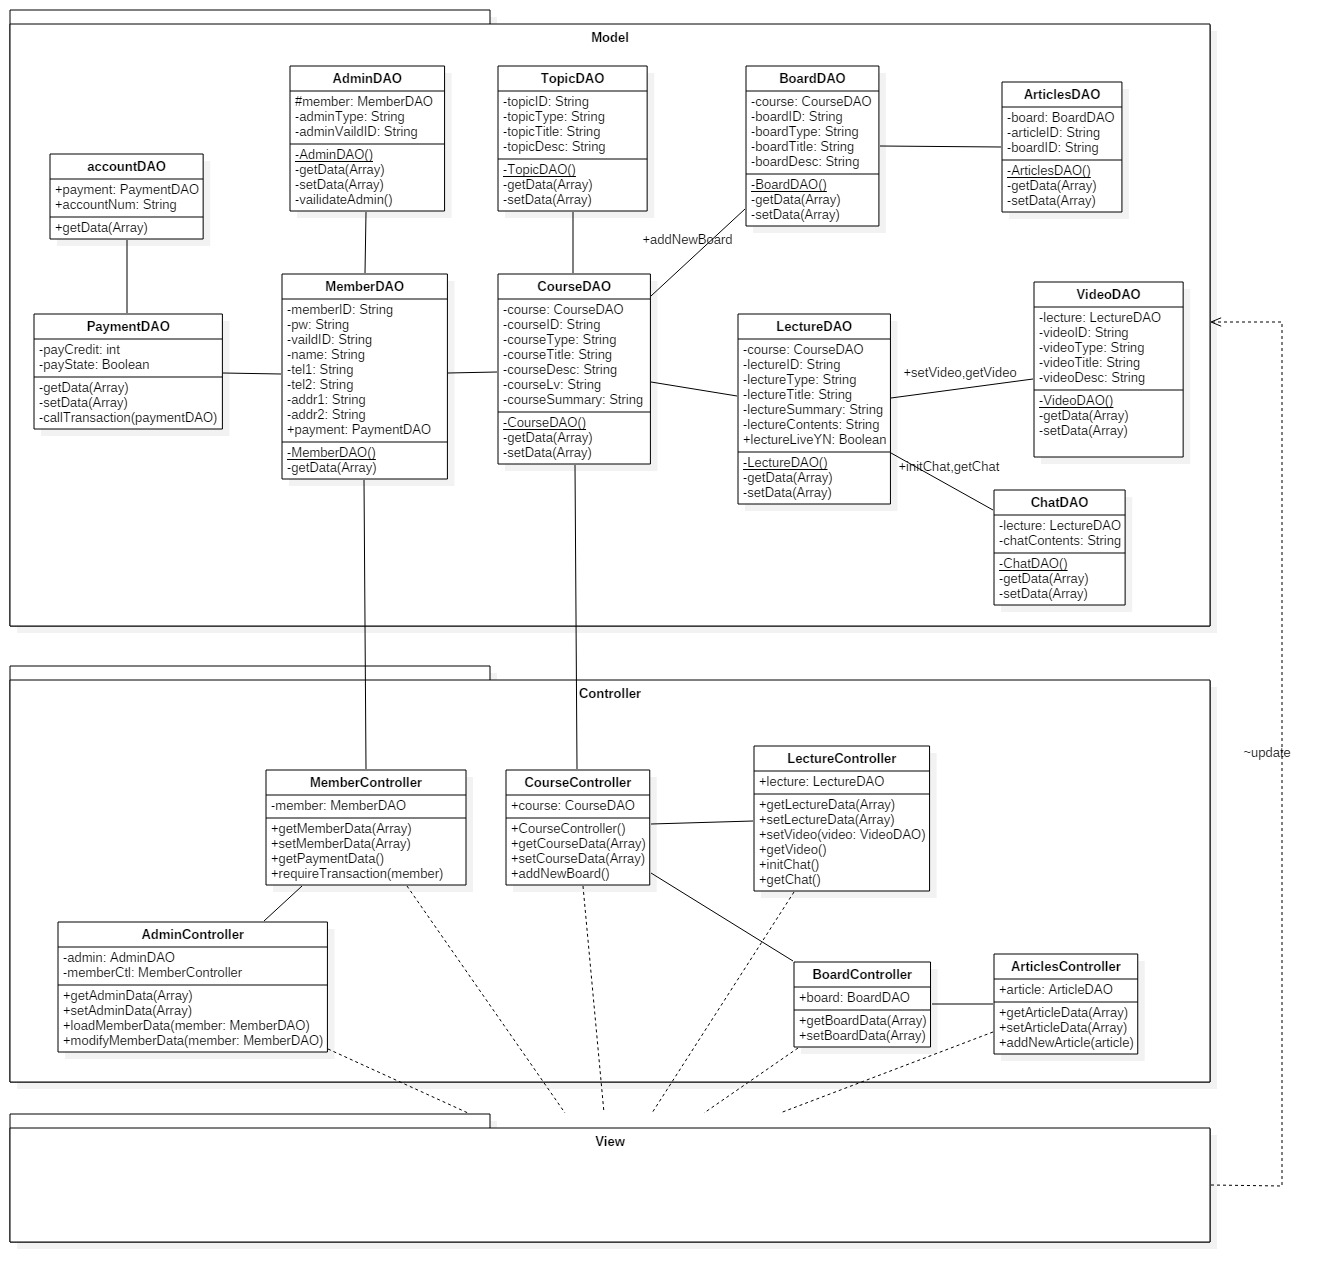 Model
AdminDAO
#member: MemberDAO
-adminType: String
-adminVaildID: String
-AdminDAO()
-getData(Array)
-setData(Array)
-vailidateAdmin()
TopicDAO
-topicID: String
-topicType: String
-topicTitle: String
-topicDesc: String
-TopicDAO()
-getData(Array)
-setData(Array)
BoardDAO
-course: CourseDAO
-boardID: String
-boardType: String
-boardTitle: String
-boardDesc: String
-BoardDAO()
-getData(Array)
-setData(Array)
ArticlesDAO
-board: BoardDAO
-articleID: String
-boardID: String
-ArticlesDAO()
-getData(Array)
-setData(Array)
accountDAO
+payment: PaymentDAO
+accountNum: String
+getData(Array)
+addNewBoard
PaymentDAO
-payCredit: int
-payState: Boolean
-getData(Array)
-setData(Array)
-callTransaction(paymentDAO)
MemberDAO
-memberID: String
-pw: String
-vaildID: String
-name: String
-tel1: String
-tel2: String
-addr1: String
-addr2: String
+payment: PaymentDAO
-MemberDAO()
-getData(Array)
CourseDAO
-course: CourseDAO
-courseID: String
-courseType: String
-courseTitle: String
-courseDesc: String
-courseLv: String
-courseSummary: String
-CourseDAO()
-getData(Array)
-setData(Array)
LectureDAO
-course: CourseDAO
-lectureID: String
-lectureType: String
-lectureTitle: String
-lectureSummary: String
-lectureContents: String
+lectureLiveYN: Boolean
-LectureDAO()
-getData(Array)
-setData(Array)
+setVideo,getVideo
VideoDAO
-lecture: LectureDAO
-videoID: String
-videoType: String
-videoTitle: String
-videoDesc: String
-VideoDAO()
-getData(Array)
-setData(Array)
+initChat,getChat
ChatDAO
-lecture: LectureDAO
-chatContents: String
-ChatDAO()
-getData(Array)
-setData(Array)
Controller
~update
MemberController
-member: MemberDAO
+getMemberData(Array)
+setMemberData(Array)
+getPaymentData()
+requireTransaction(member)
CourseController
+course: CourseDAO
+CourseController()
+getCourseData(Array)
+setCourseData(Array)
+addNewBoard()
LectureController
+lecture: LectureDAO
+getLectureData(Array)
+setLectureData(Array)
+setVideo(video: VideoDAO)
+getVideo()
+initChat()
+getChat()
AdminController
-admin: AdminDAO
-memberCtl: MemberController
+getAdminData(Array)
+setAdminData(Array)
+loadMemberData(member: MemberDAO)
+modifyMemberData(member: MemberDAO)
BoardController
+board: BoardDAO
+getBoardData(Array)
+setBoardData(Array)
ArticlesController
+article: ArticleDAO
+getArticleData(Array)
+setArticleData(Array)
+addNewArticle(article)
View